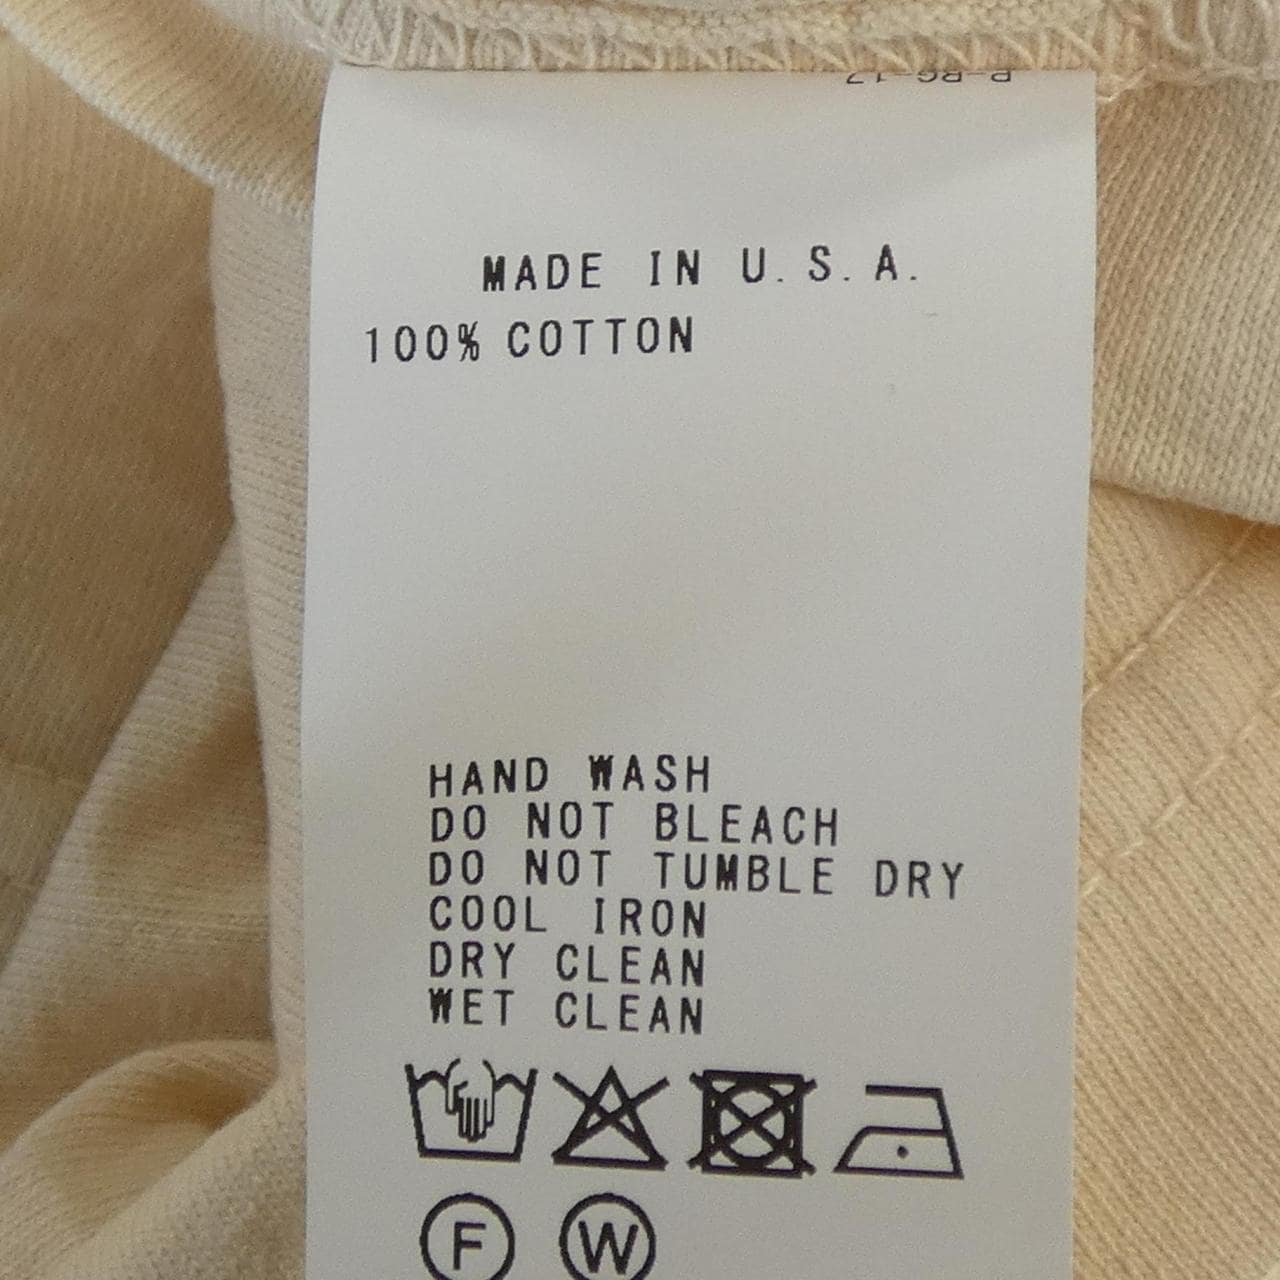 MADE IN U.S.A.
100% COTTON
HAND WASH
DO NOT BLEACH
DO NOT TUMBLE DRY
COOL IRON
DRY CLEAN
WET CLEAN
F W